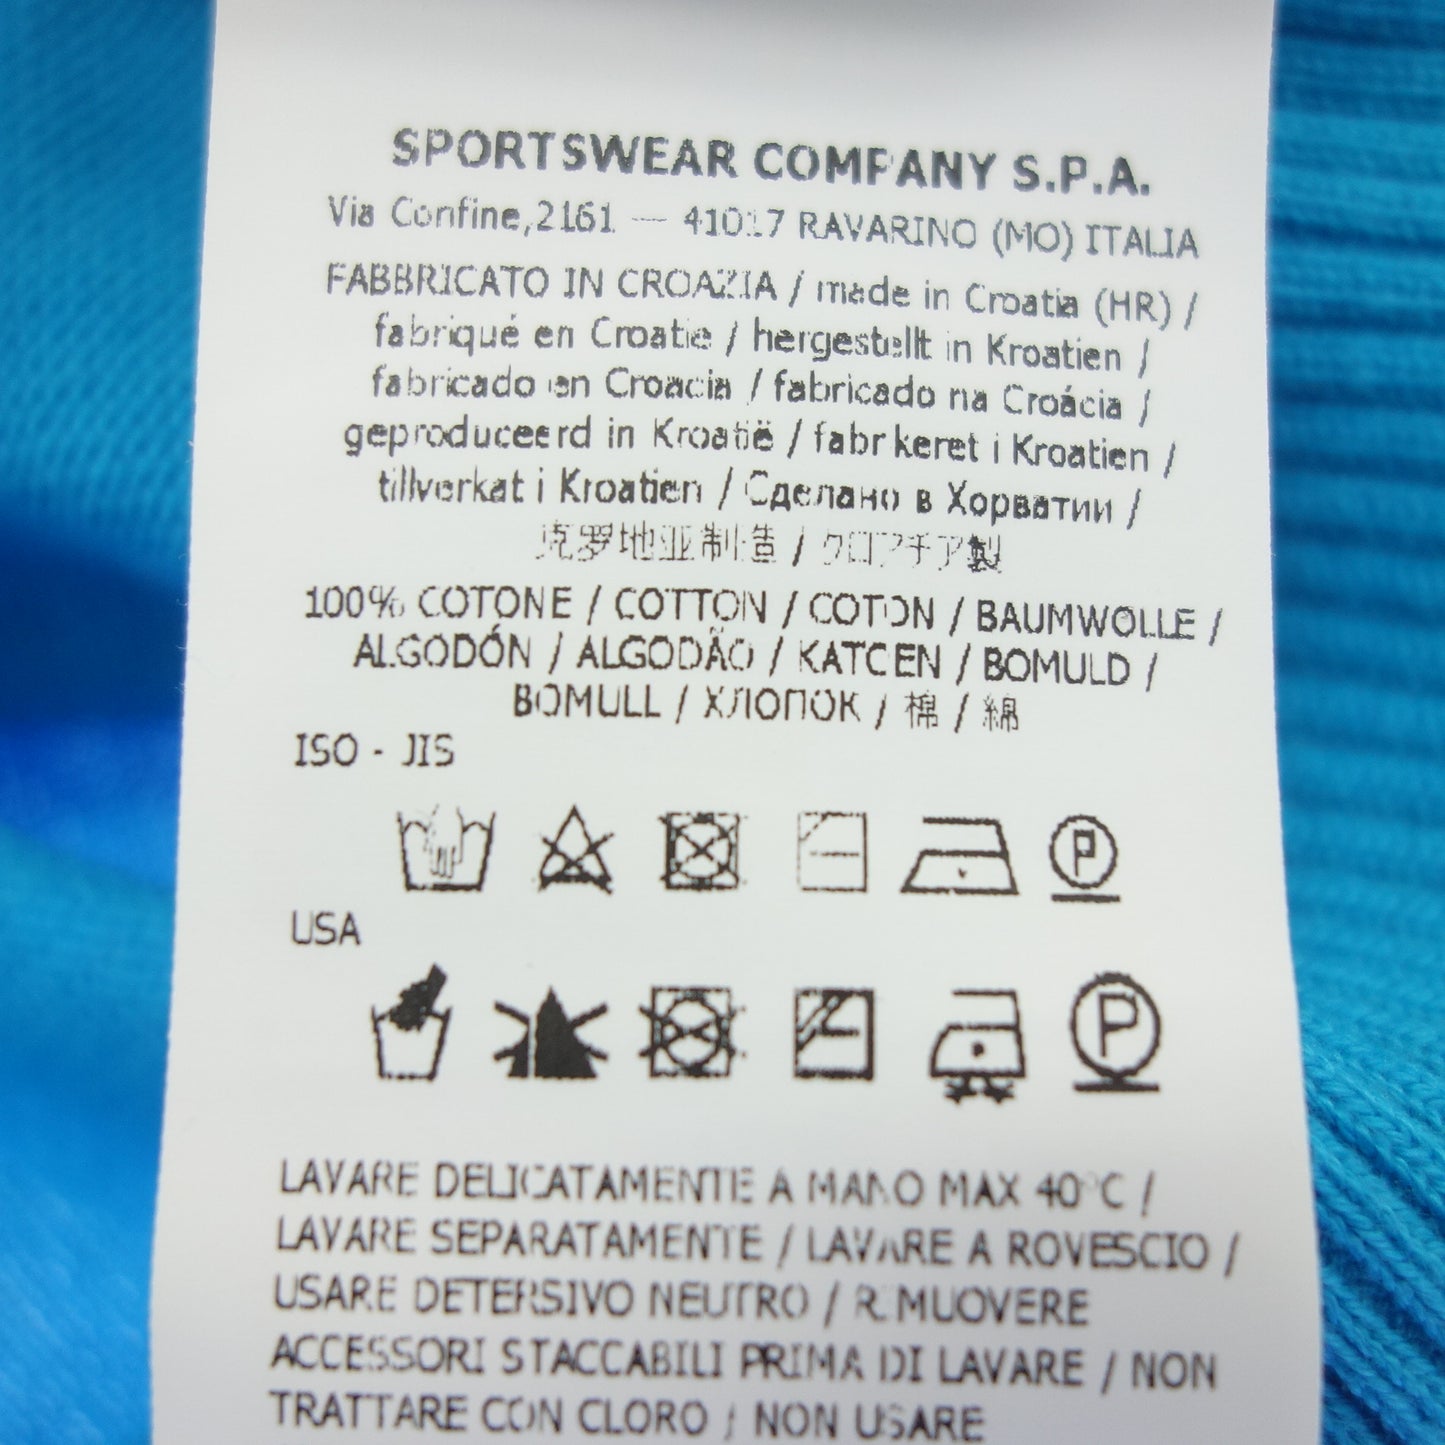 SPORTSWEAR COMPANY S.P.A.
Via Confine,2161 — 41017 RAVARINO (MO) ITALIA
FABBRICATO IN CROAZIA / made in Croatia (HR) /
fabriqué en Croatie / hergestellt in Kroatien /
fabricado en Croacia / fabricado na Croácia /
geproduceerd in Kroatië / fabrikeret i Kroatien /
tillverkat i Kroatien / Сделано в Хорватии /
克罗地亚制造 / クロアチア製
100% COTONE / COTTON / COTON / BAUMWOLLE /
ALGODÓN / ALGODÃO / KATOEN / BOMULD /
BOMULL / ХЛОПОК / 棉 / 綿
ISO - JIS
P
USA
P
LAVARE DELICATAMENTE A MANO MAX 40°C /
LAVARE SEPARATAMENTE / LAVARE A ROVESCIO /
USARE DETERSIVO NEUTRO / RIMUOVERE
ACCESSORI STACCABILI PRIMA DI LAVARE / NON
TRATTARE CON CLORO / NON USARE